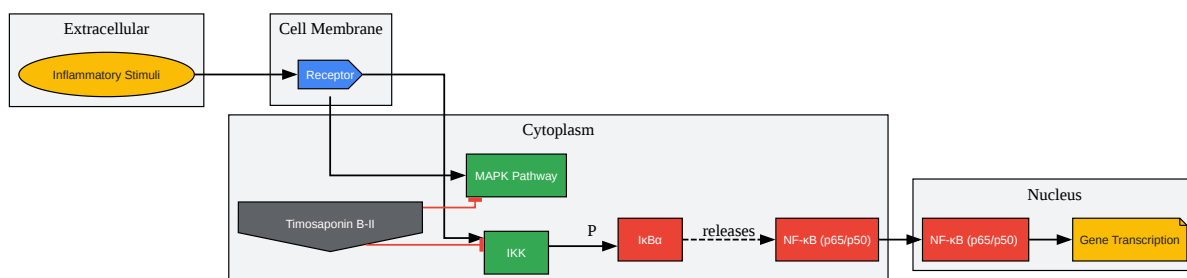 Extracellular
Inflammatory Stimuli
Cell Membrane
Receptor
Cytoplasm
MAPK Pathway
Timosaponin B-II
IKK
P
IκBα
releases
NF-κB (p65/p50)
Nucleus
NF-κB (p65/p50)
Gene Transcription